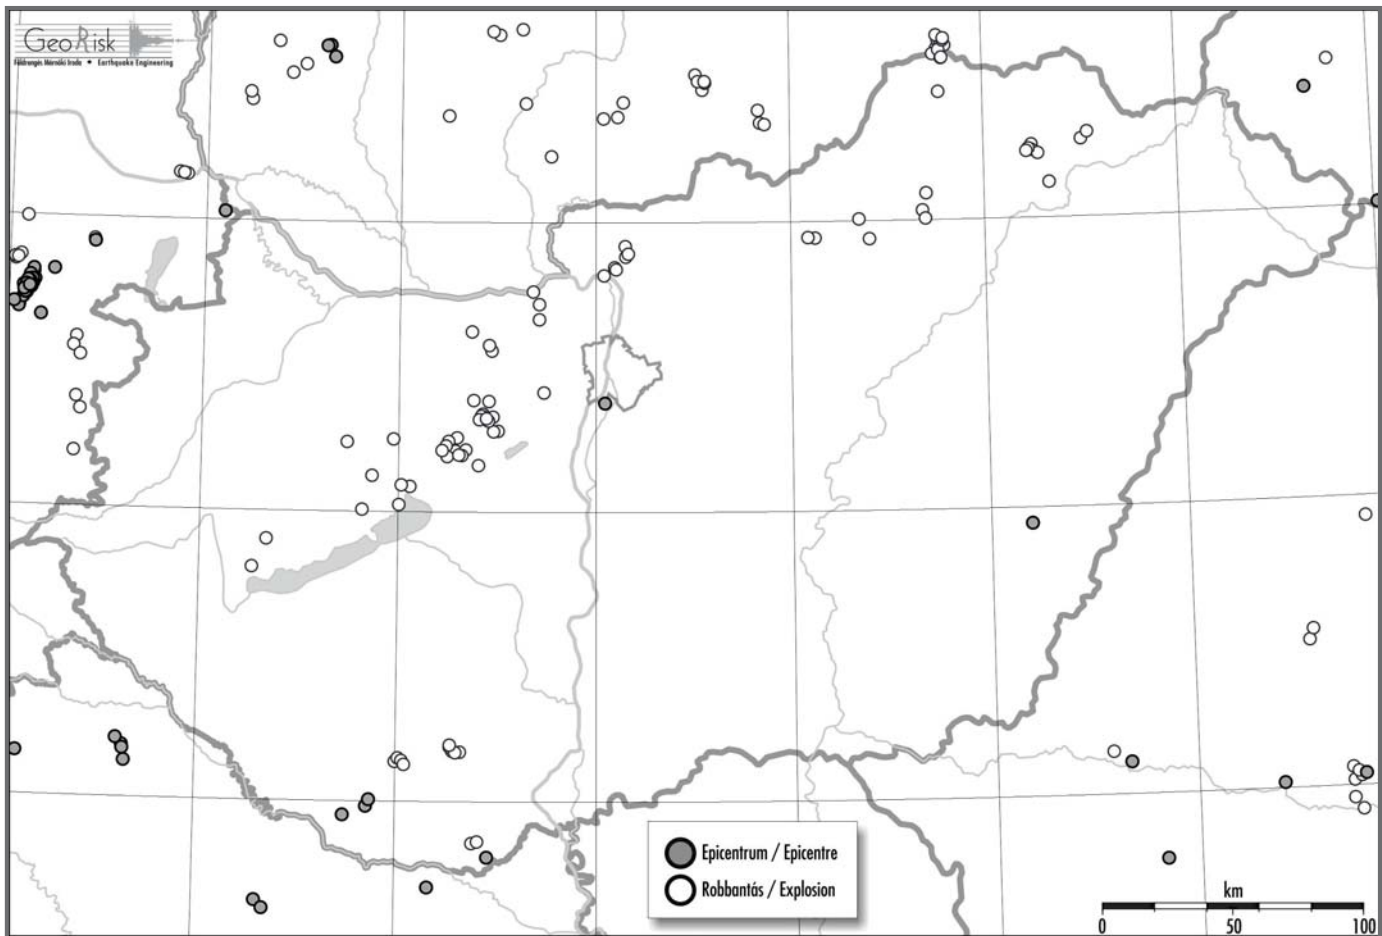 GeoRisk
Földrengés Mérnöki Iroda • Earthquake Engineering
Epicentrum / Epicentre
Robbantás / Explosion
km
0 50 100